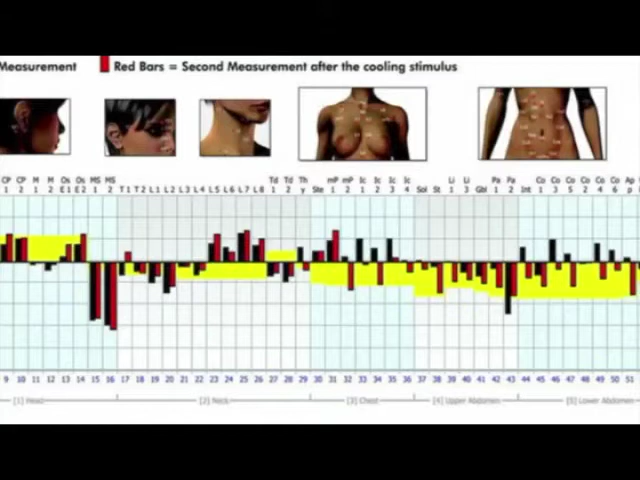 Measurement Red Bars = Second Measurement after the cooling stimulus
CP CP M M Os Os MS MS Td Td Th mP mP Ic Ic Ic Li Li Pa Pa Co Co Co Co Co Ap
1 2 1 2 E1 E2 1 2 T1 T2 L1 L2 L3 L4 L5 L6 L7 L8 1 2 y Ste 1 2 1 2 3 4 Sol St 1 3 Gbl 1 2 Int 1 3 5 2 4 6 p
9 10 11 12 13 14 15 16 17 18 19 20 21 22 23 24 25 26 27 28 29 30 31 32 33 34 35 36 37 38 39 40 41 42 43 44 45 46 47 48 49 50 51
[1] Head [2] Neck [3] Chest [4] Upper Abdomen [5] Lower Abdomen